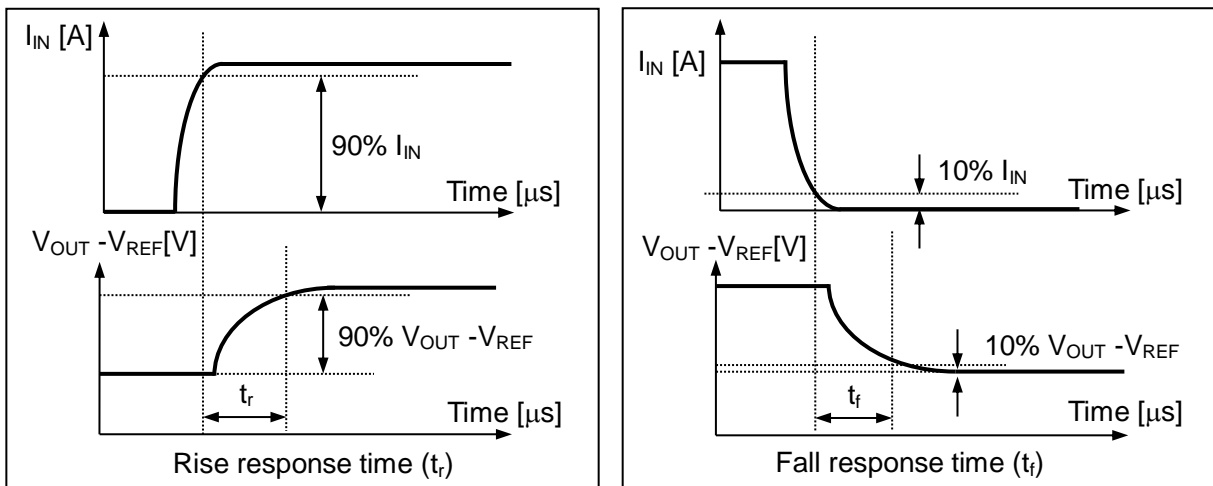 I_IN [A]
90% I_IN
Time [μs]
V_OUT -V_REF[V]
90% V_OUT -V_REF
t_r
Time [μs]
Rise response time (t_r)
I_IN [A]
10% I_IN
Time [μs]
V_OUT -V_REF[V]
10% V_OUT -V_REF
t_f
Time [μs]
Fall response time (t_f)